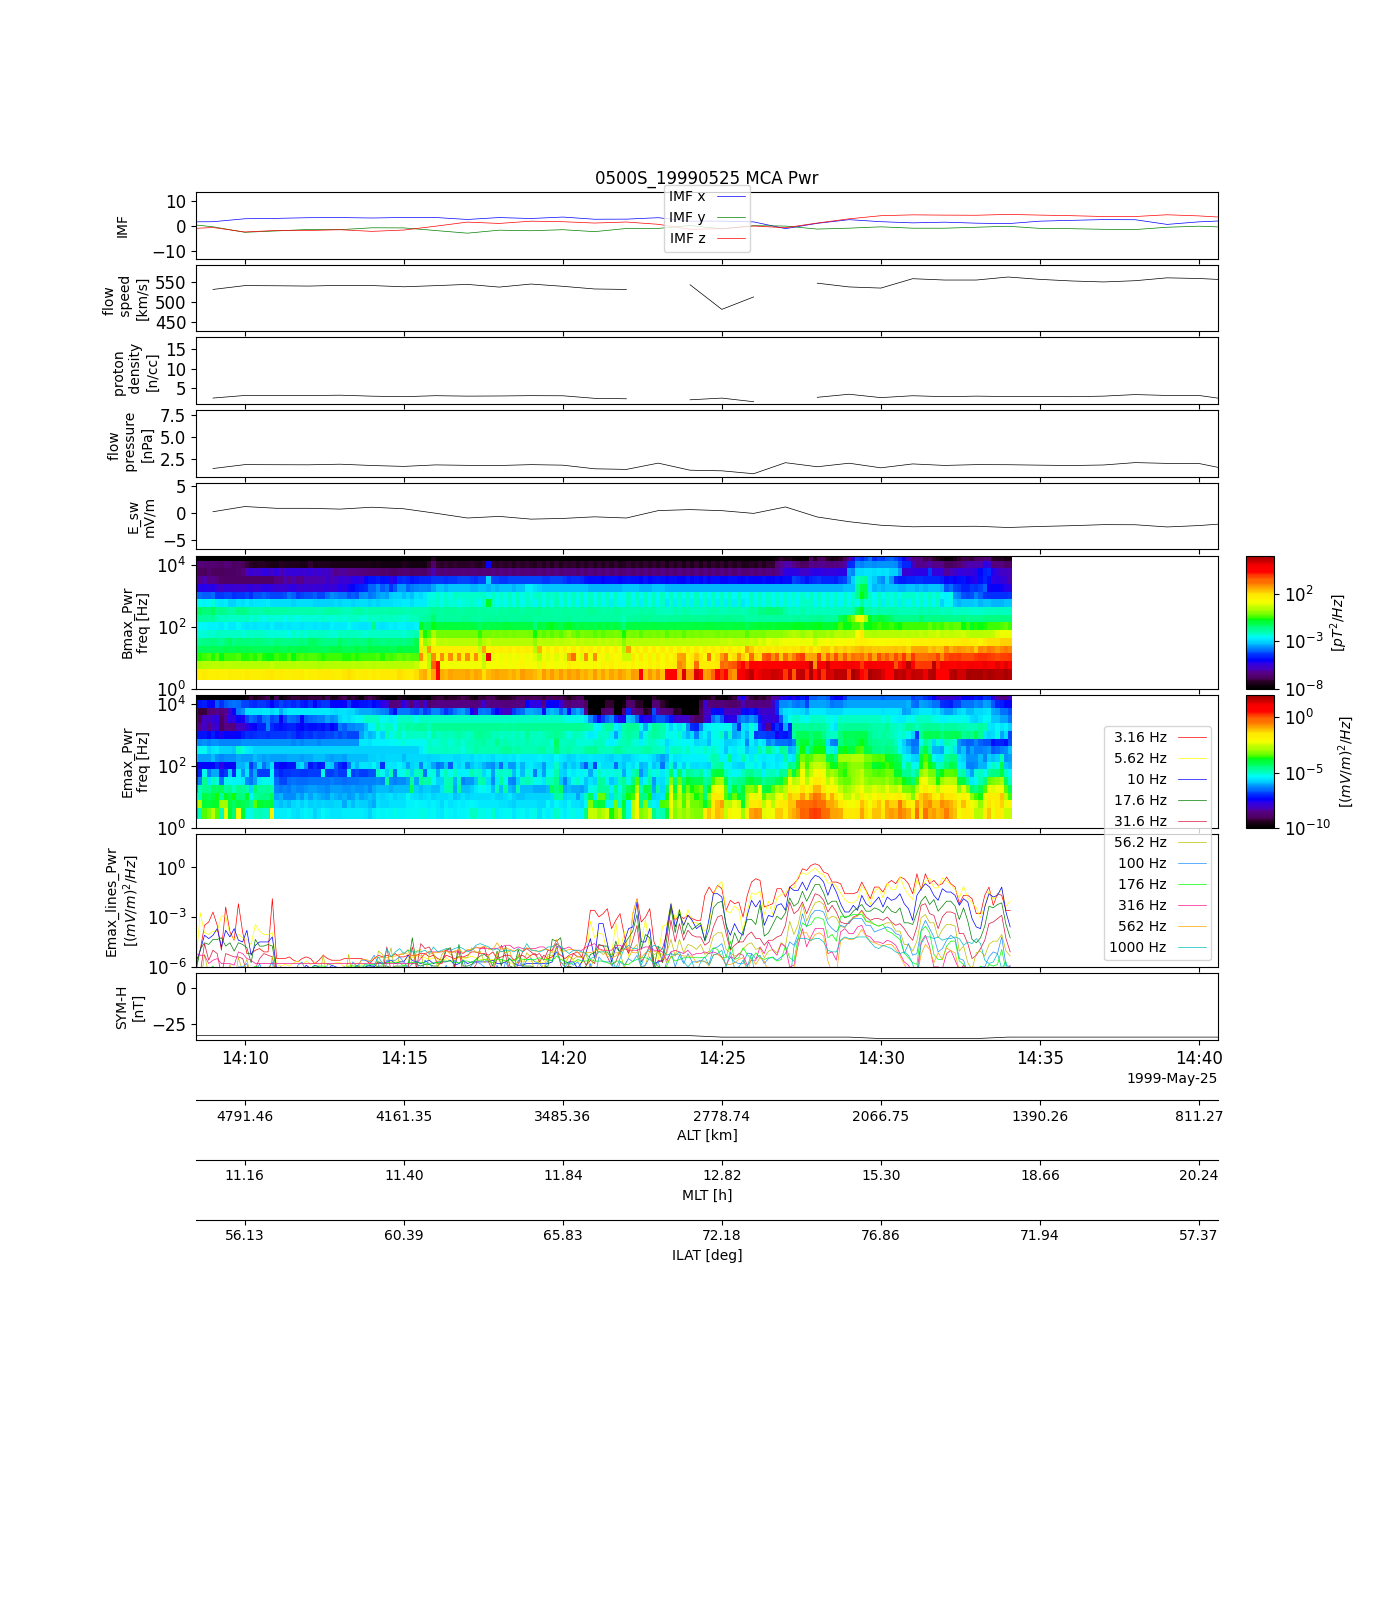 0500S_19990525 MCA Pwr
IMF
10
0
−10
IMF x
IMF y
IMF z
flow
speed
[km/s]
550
500
450
proton
density
[n/cc]
15
10
5
flow
pressure
[nPa]
7.5
5.0
2.5
E_sw
mV/m
5
0
−5
Bmax_Pwr
freq [Hz]
10^4
10^2
10^0
10^2
10^−3
10^−8
[pT^2/Hz]
Emax_Pwr
freq [Hz]
10^4
10^2
10^0
10^0
10^−5
10^−10
[(mV/m)^2/Hz]
3.16 Hz
5.62 Hz
10 Hz
17.6 Hz
31.6 Hz
56.2 Hz
100 Hz
176 Hz
316 Hz
562 Hz
1000 Hz
Emax_lines_Pwr
[(mV/m)^2/Hz]
10^0
10^−3
10^−6
SYM-H
[nT]
0
−25
14:10 14:15 14:20 14:25 14:30 14:35 14:40
1999-May-25
4791.46 4161.35 3485.36 2778.74 2066.75 1390.26 811.27
ALT [km]
11.16 11.40 11.84 12.82 15.30 18.66 20.24
MLT [h]
56.13 60.39 65.83 72.18 76.86 71.94 57.37
ILAT [deg]